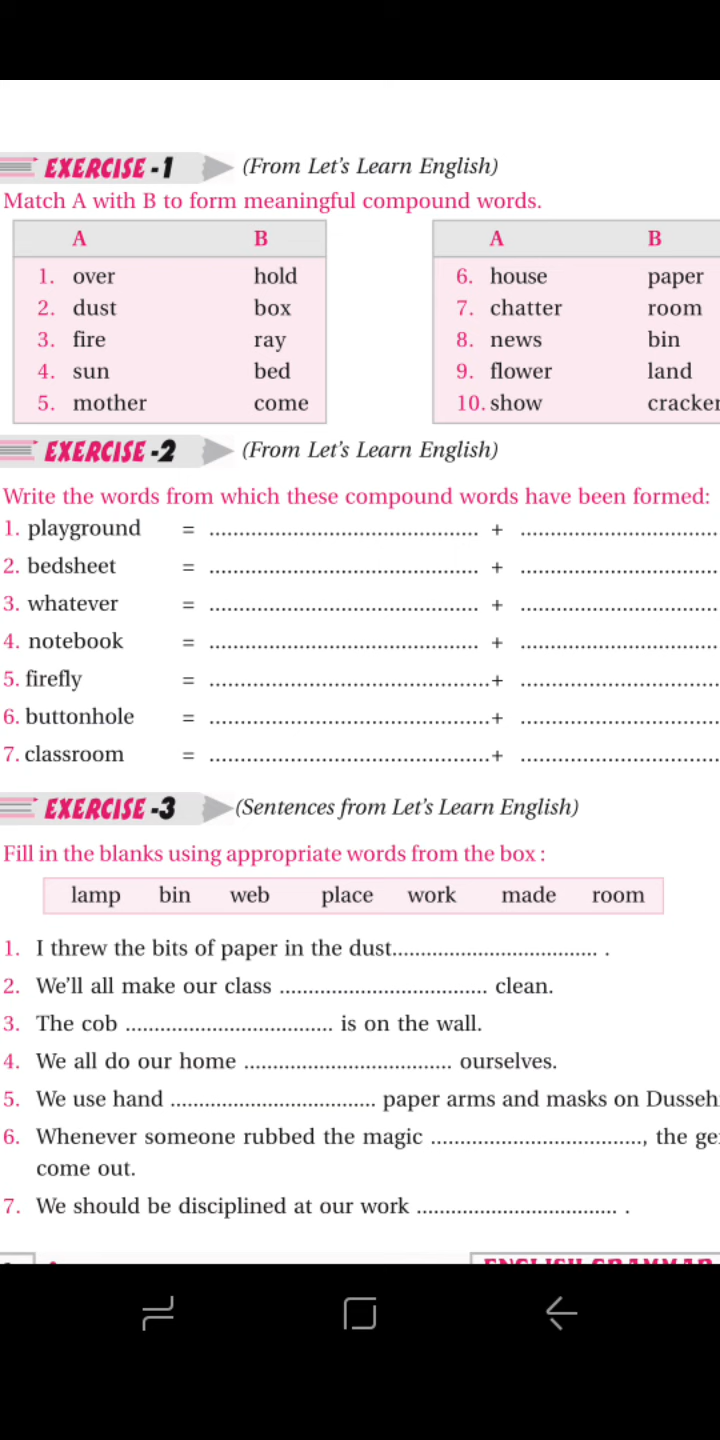 EXERCISE -1 (From Let's Learn English)
Match A with B to form meaningful compound words.
A B
1. over hold
2. dust box
3. fire ray
4. sun bed
5. mother come
A B
6. house paper
7. chatter room
8. news bin
9. flower land
10. show cracker
EXERCISE -2 (From Let's Learn English)
Write the words from which these compound words have been formed:
1. playground = .............................................. + ..................................
2. bedsheet = .............................................. + ..................................
3. whatever = .............................................. + ..................................
4. notebook = .............................................. + ..................................
5. firefly = ................................................+ ..................................
6. buttonhole = ................................................+ ..................................
7. classroom = ................................................+ ..................................
EXERCISE -3 (Sentences from Let's Learn English)
Fill in the blanks using appropriate words from the box :
lamp bin web place work made room
1. I threw the bits of paper in the dust................................... .
2. We'll all make our class ................................... clean.
3. The cob ................................... is on the wall.
4. We all do our home ................................... ourselves.
5. We use hand ................................... paper arms and masks on
6. Whenever someone rubbed the magic ..................................., the
come out.
7. We should be disciplined at our work .................................. .
ENGLISH GRAMMAR